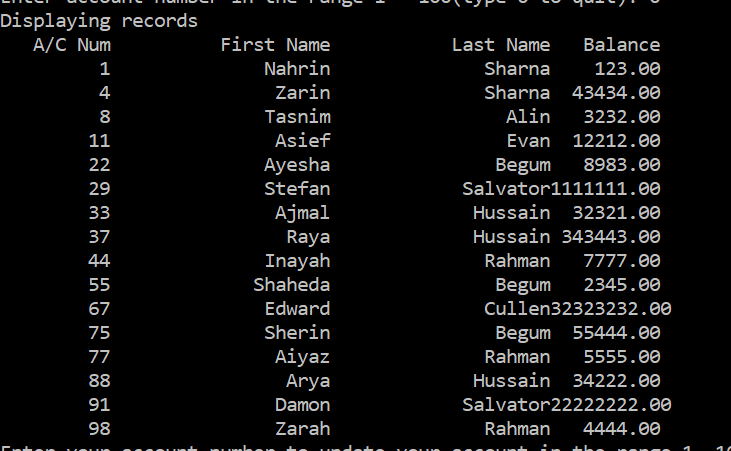 Enter account number in the range 1 - 100(type 0 to quit): 0
Displaying records
A/C Num First Name Last Name Balance
1 Nahrin Sharna 123.00
4 Zarin Sharna 43434.00
8 Tasnim Alin 3232.00
11 Asief Evan 12212.00
22 Ayesha Begum 8983.00
29 Stefan Salvator1111111.00
33 Ajmal Hussain 32321.00
37 Raya Hussain 343443.00
44 Inayah Rahman 7777.00
55 Shaheda Begum 2345.00
67 Edward Cullen32323232.00
75 Sherin Begum 55444.00
77 Aiyaz Rahman 5555.00
88 Arya Hussain 34222.00
91 Damon Salvator22222222.00
98 Zarah Rahman 4444.00
Enter your account number to update your account in the range 1